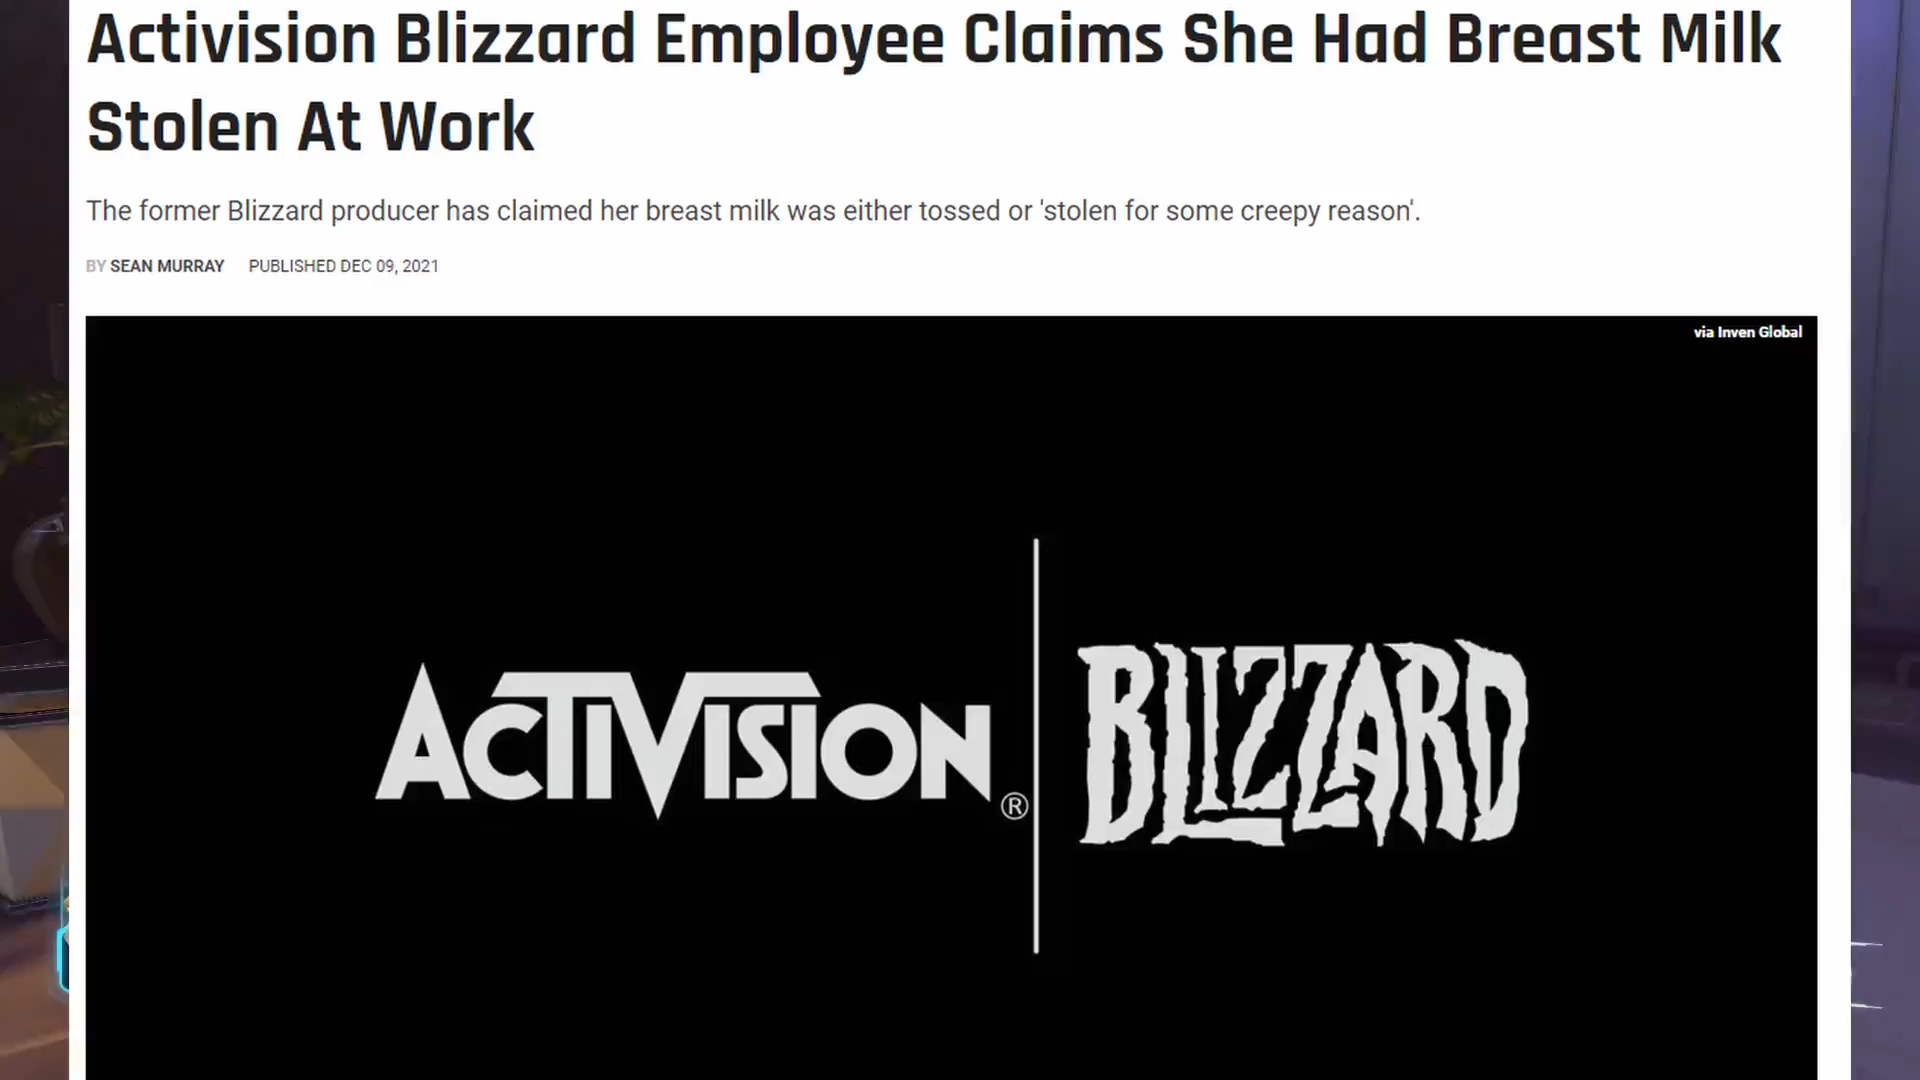 Activision Blizzard Employee Claims She Had Breast Milk
Stolen At Work
The former Blizzard producer has claimed her breast milk was either tossed or 'stolen for some creepy reason'.
BY SEAN MURRAY PUBLISHED DEC 09, 2021
via Inven Global
ACTIVISION® BLIZZARD